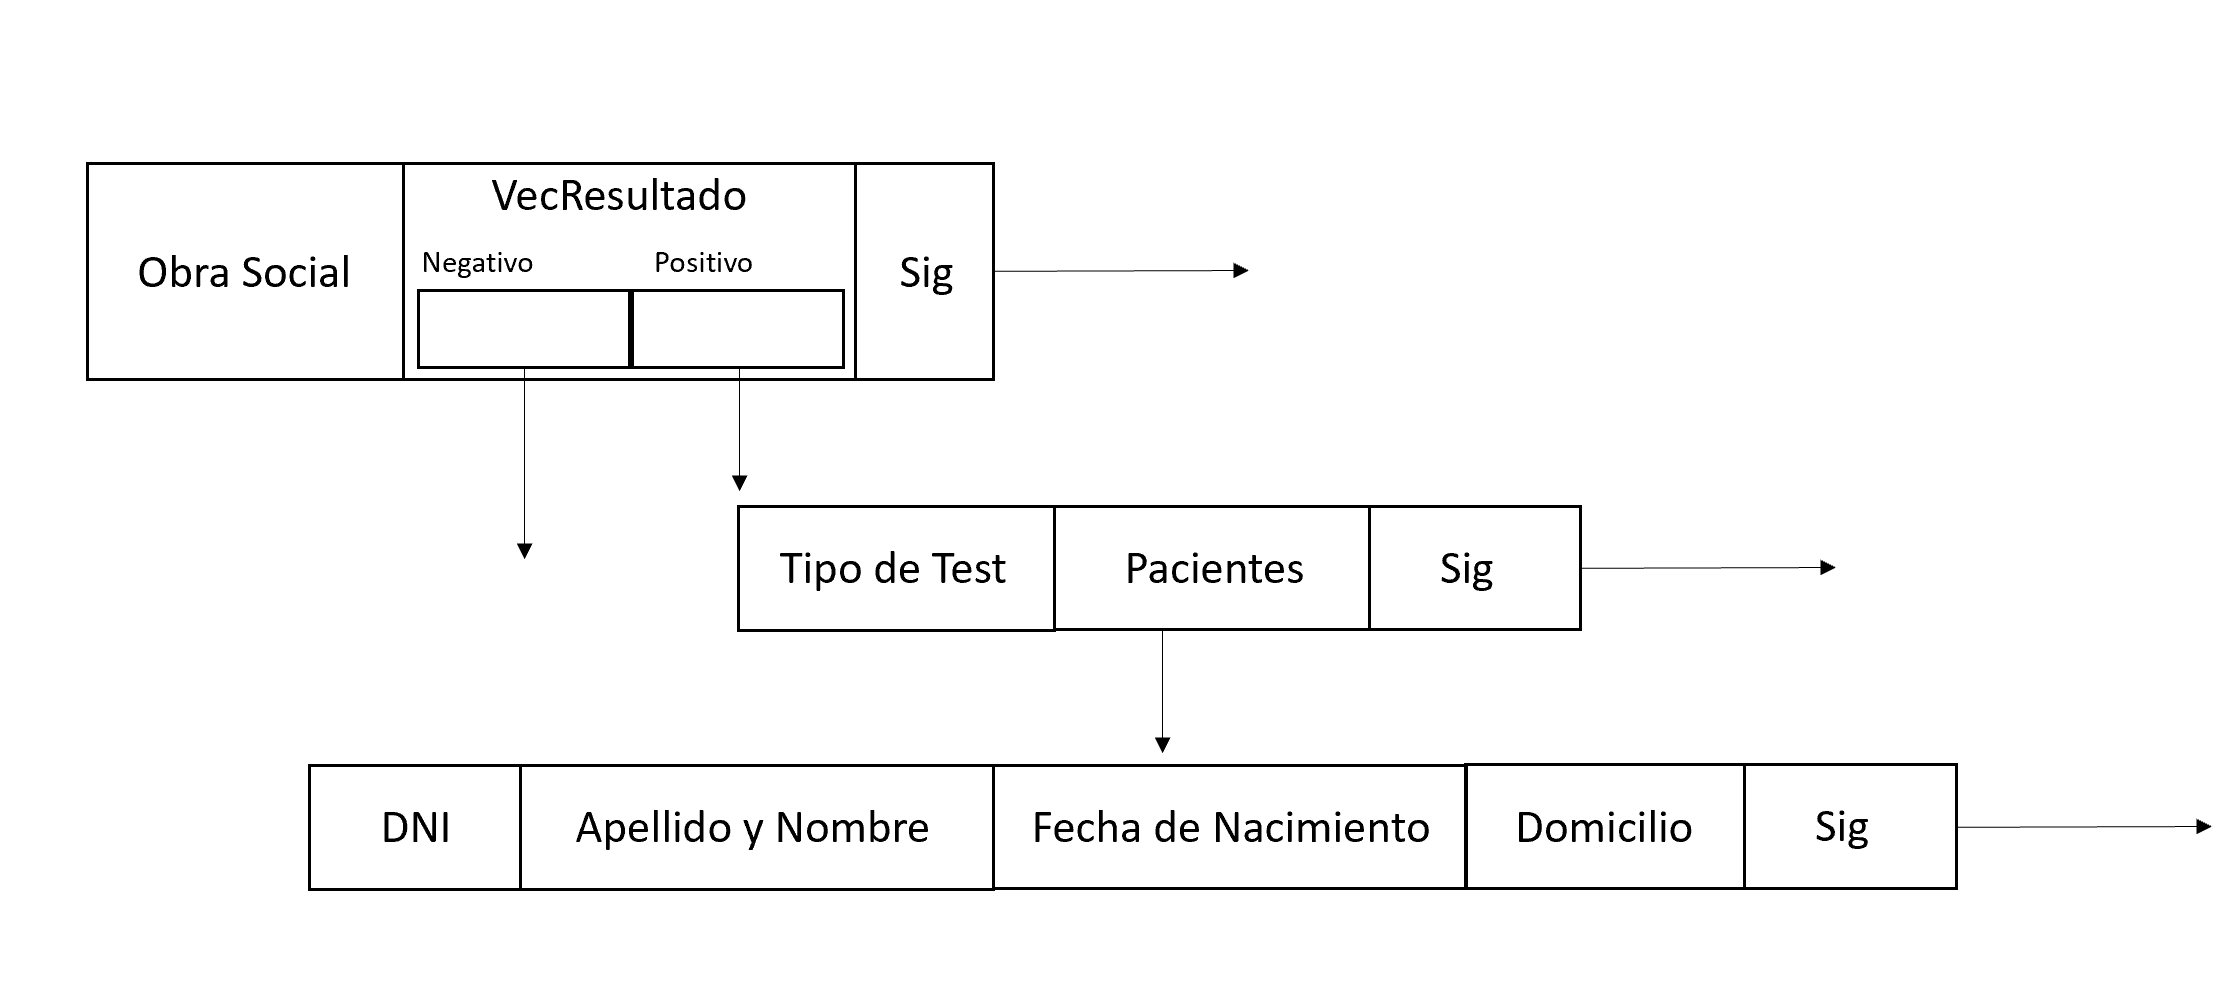 VecResultado
Negativo Positivo
Obra Social Sig
Tipo de Test Pacientes Sig
DNI Apellido y Nombre Fecha de Nacimiento Domicilio Sig